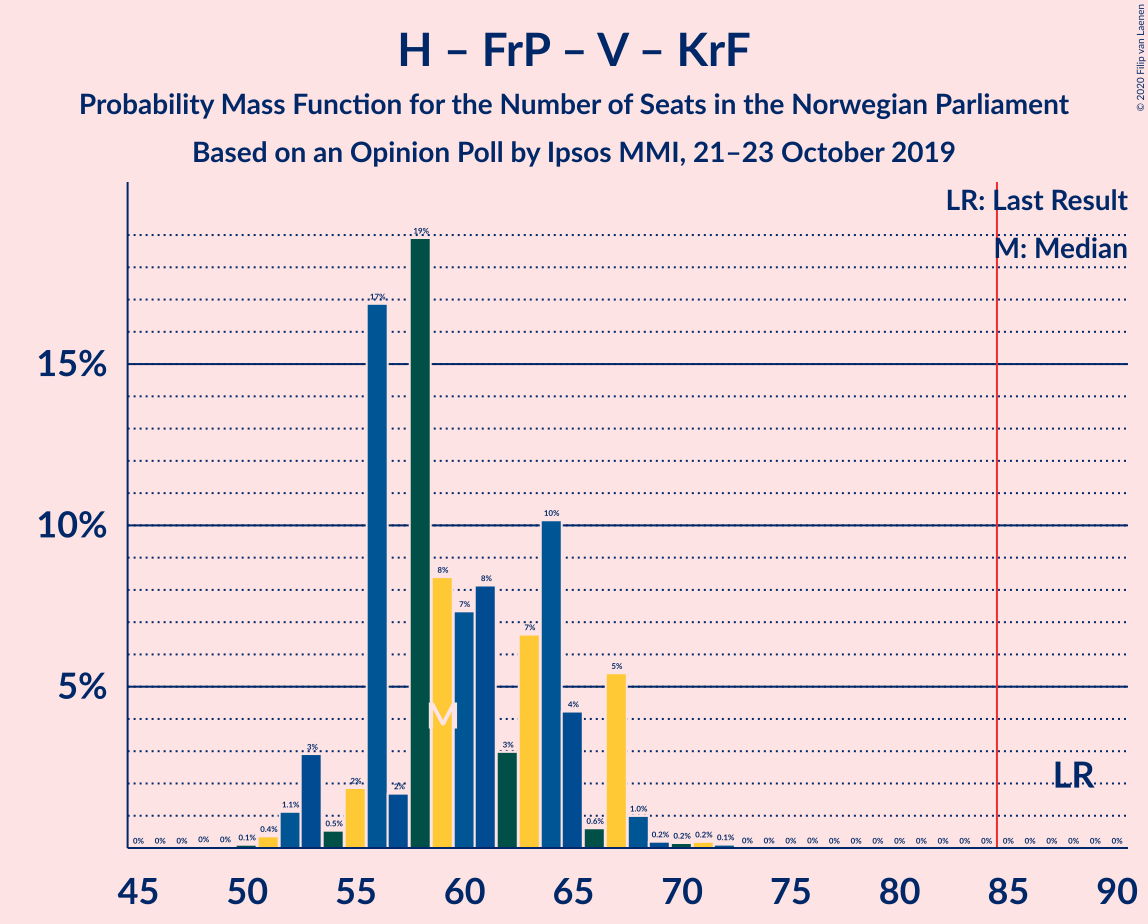 H – FrP – V – KrF
Probability Mass Function for the Number of Seats in the Norwegian Parliament
Based on an Opinion Poll by Ipsos MMI, 21–23 October 2019
© 2020 Filip van Laenen
LR: Last Result
M: Median
15%
10%
5%
0% 0% 0% 0% 0% 0.1% 0.4% 1.1% 3% 0.5% 2% 17% 2% 19% 8% 7% 8% 3% 7% 10% 4% 0.6% 5% 1.0% 0.2% 0.2% 0.2% 0.1% 0% 0% 0% 0% 0% 0% 0% 0% 0% 0% 0% 0% 0% 0% 0% 0% 0% 0%
M
LR
45 50 55 60 65 70 75 80 85 90